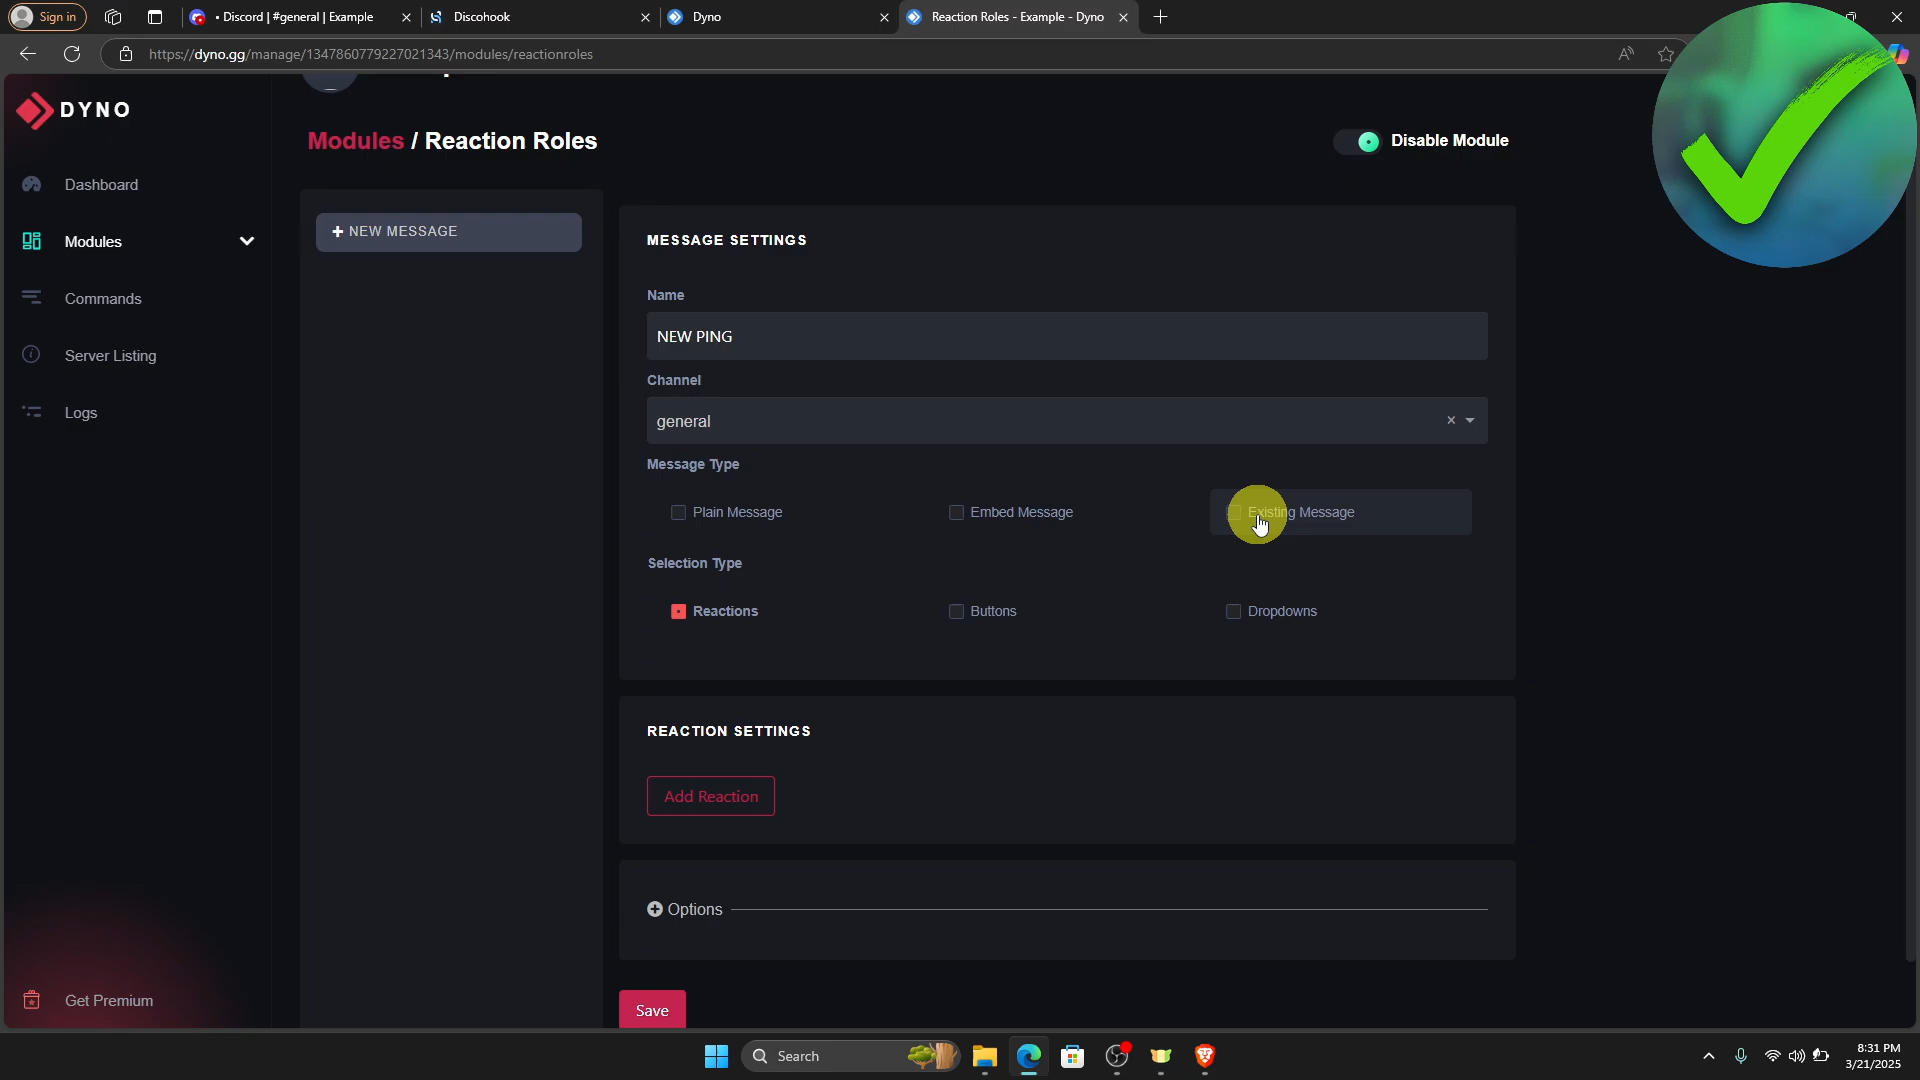 Sign in
• Discord | #general | Example
Discohook
Dyno
Reaction Roles - Example - Dyno
https://dyno.gg/manage/1347860779227021343/modules/reactionroles
DYNO
Modules / Reaction Roles
Disable Module
Dashboard
Modules
Commands
Server Listing
Logs
Get Premium
+ NEW MESSAGE
MESSAGE SETTINGS
Name
NEW PING
Channel
general
Message Type
Plain Message
Embed Message
Existing Message
Selection Type
Reactions
Buttons
Dropdowns
REACTION SETTINGS
Add Reaction
Options
Save
Search
8:31 PM
3/21/2025